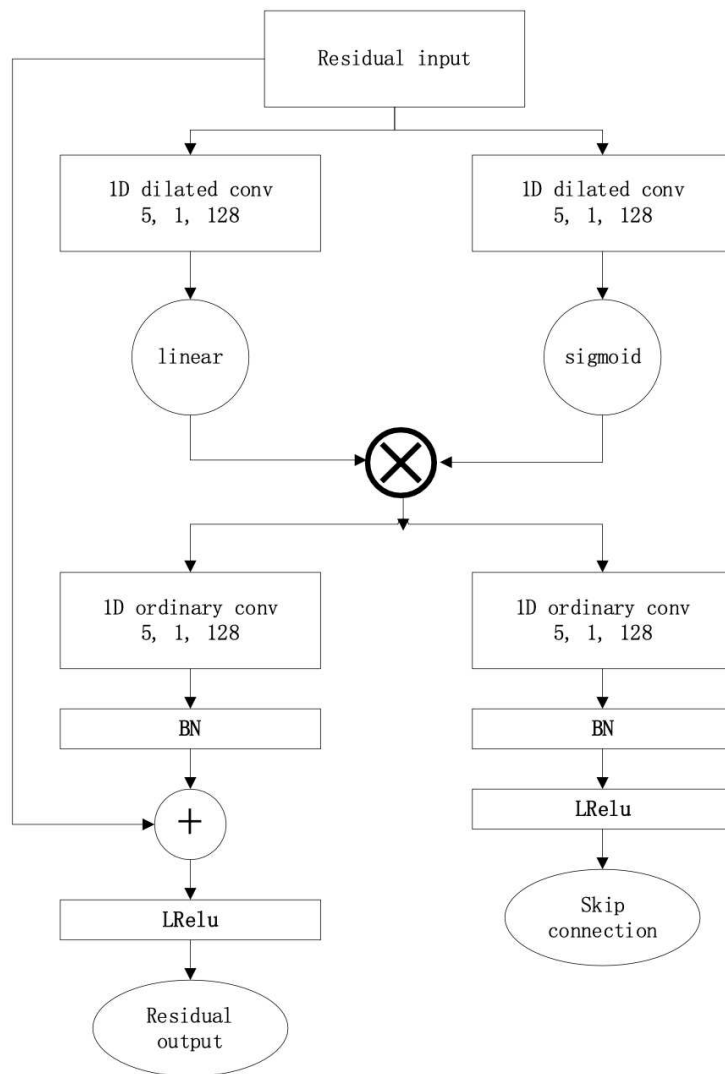 Residual input
1D dilated conv
5, 1, 128
1D dilated conv
5, 1, 128
linear
sigmoid
1D ordinary conv
5, 1, 128
1D ordinary conv
5, 1, 128
BN
BN
+
LRelu
LRelu
Skip
connection
Residual
output